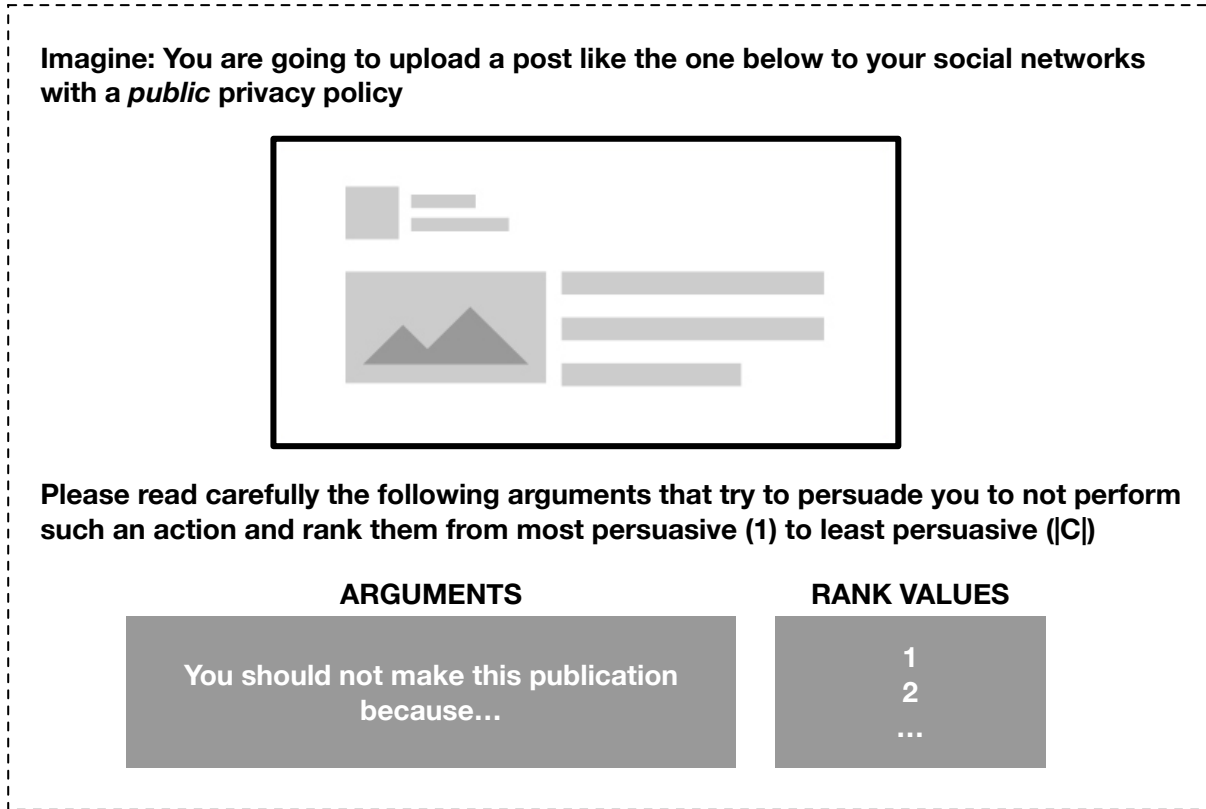 Imagine: You are going to upload a post like the one below to your social networks
with a public privacy policy
Please read carefully the following arguments that try to persuade you to not perform
such an action and rank them from most persuasive (1) to least persuasive (|C|)
ARGUMENTS
RANK VALUES
You should not make this publication
because…
1
2
…